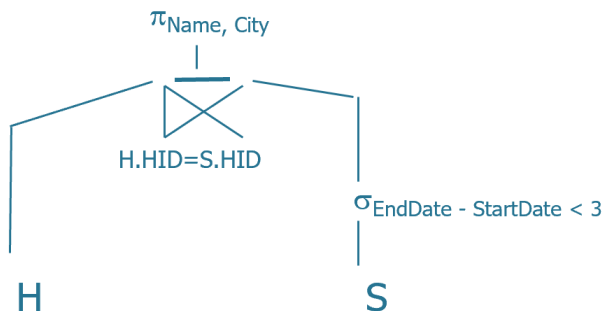 πName, City
H.HID=S.HID
σEndDate - StartDate < 3
H
S